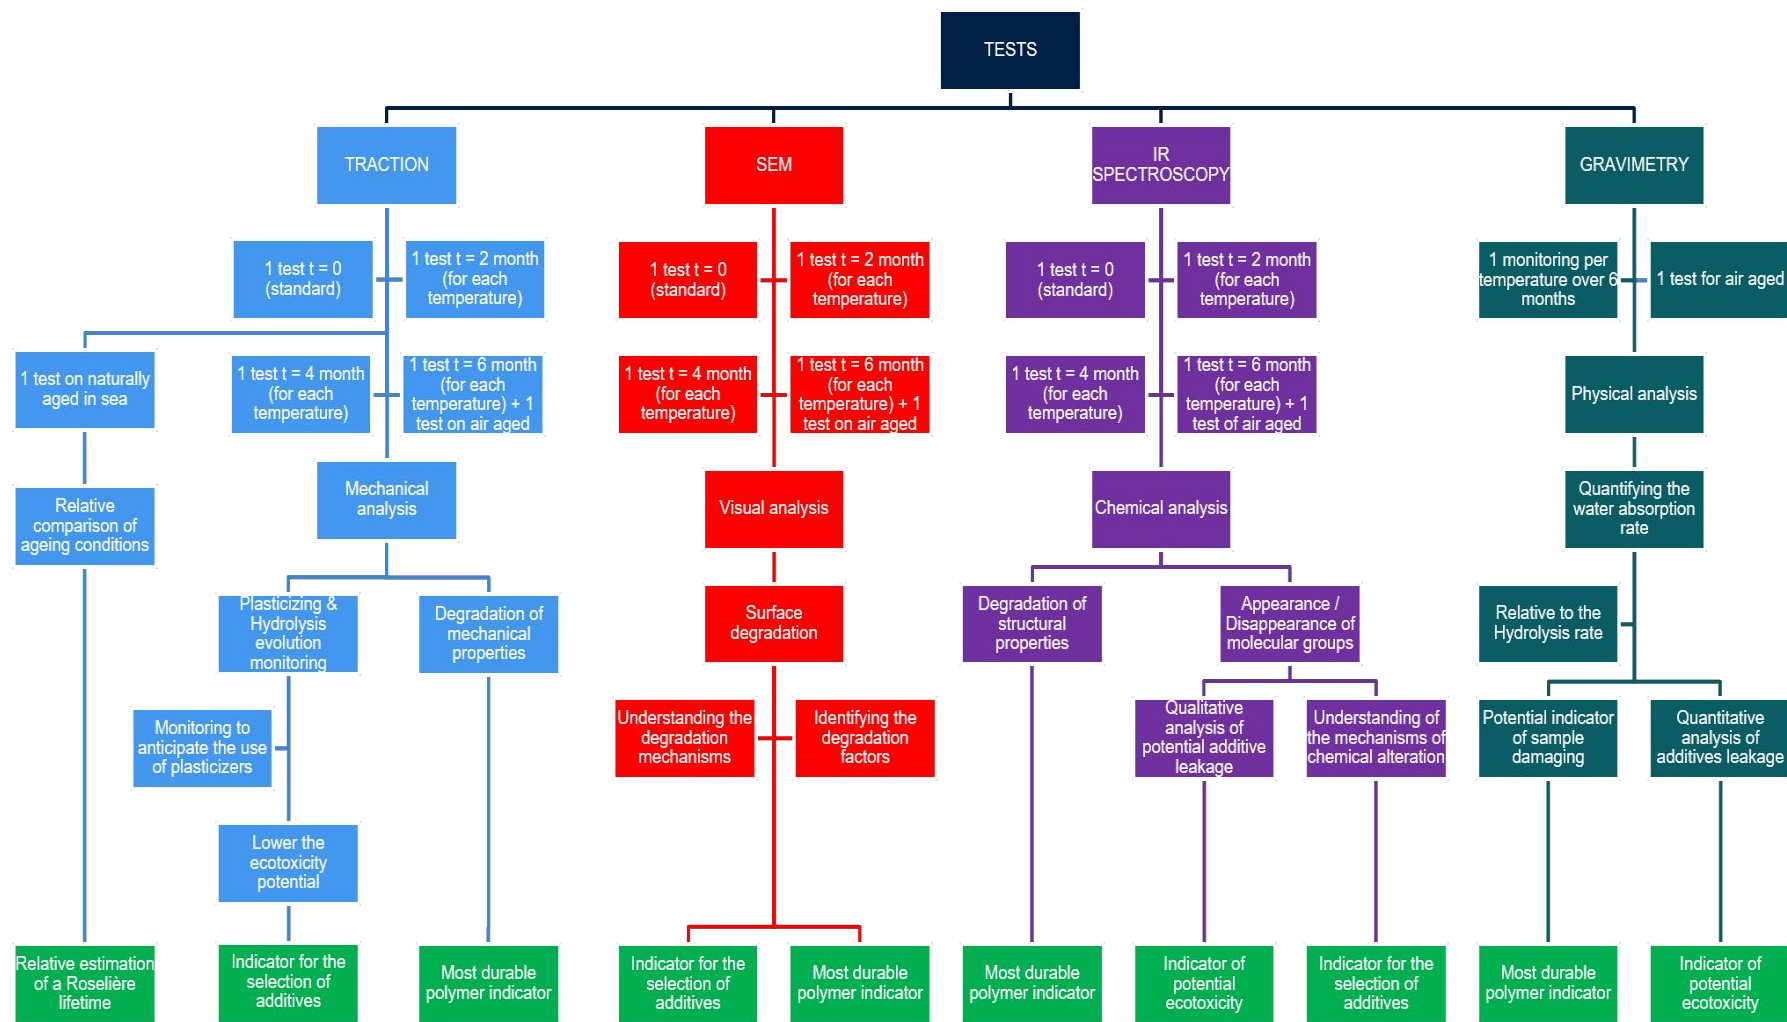 TESTS
TRACTION
SEM
IR
SPECTROSCOPY
GRAVIMETRY
1 test t = 0
(standard)
1 test t = 2 month
(for each
temperature)
1 test t = 0
(standard)
1 test t = 2 month
(for each
temperature)
1 test t = 0
(standard)
1 test t = 2 month
(for each
temperature)
1 monitoring per
temperature over 6
months
1 test for air aged
1 test on naturally
aged in sea
1 test t = 4 month
(for each
temperature)
1 test t = 6 month
(for each
temperature) + 1
test on air aged
1 test t = 4 month
(for each
temperature)
1 test t = 6 month
(for each
temperature) + 1
test on air aged
1 test t = 4 month
(for each
temperature)
1 test t = 6 month
(for each
temperature) + 1
test of air aged
Physical analysis
Relative
comparison of
ageing conditions
Mechanical
analysis
Visual analysis
Chemical analysis
Quantifying the
water absorption
rate
Plasticizing &
Hydrolysis
evolution
monitoring
Degradation of
mechanical
properties
Surface
degradation
Degradation of
structural
properties
Appearance /
Disappearance of
molecular groups
Relative to the
Hydrolysis rate
Monitoring to
anticipate the use
of plasticizers
Understanding the
degradation
mechanisms
Identifying the
degradation
factors
Qualitative
analysis of
potential additive
leakage
Understanding of
the mechanisms of
chemical alteration
Potential indicator
of sample
damaging
Quantitative
analysis of
additives leakage
Lower the
ecotoxicity
potential
Relative estimation
of a Roselière
lifetime
Indicator for the
selection of
additives
Most durable
polymer indicator
Indicator for the
selection of
additives
Most durable
polymer indicator
Most durable
polymer indicator
Indicator of
potential
ecotoxicity
Indicator for the
selection of
additives
Most durable
polymer indicator
Indicator of
potential
ecotoxicity